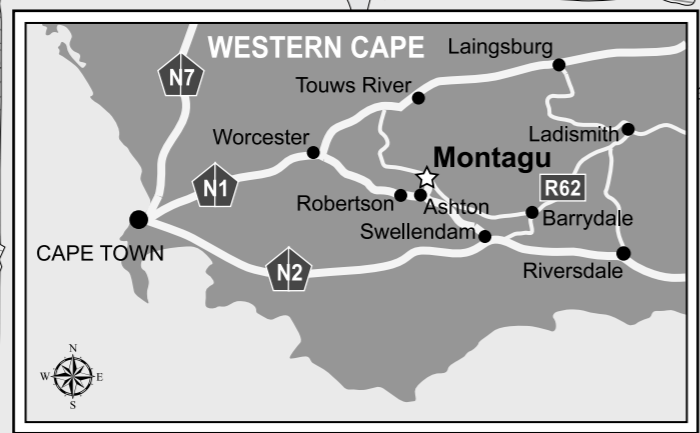 WESTERN CAPE
N7
Laingsburg
Touws River
Worcester
Ladismith
Montagu
N1
R62
Robertson
Ashton
Barrydale
Swellendam
CAPE TOWN
N2
Riversdale
N
W E
S